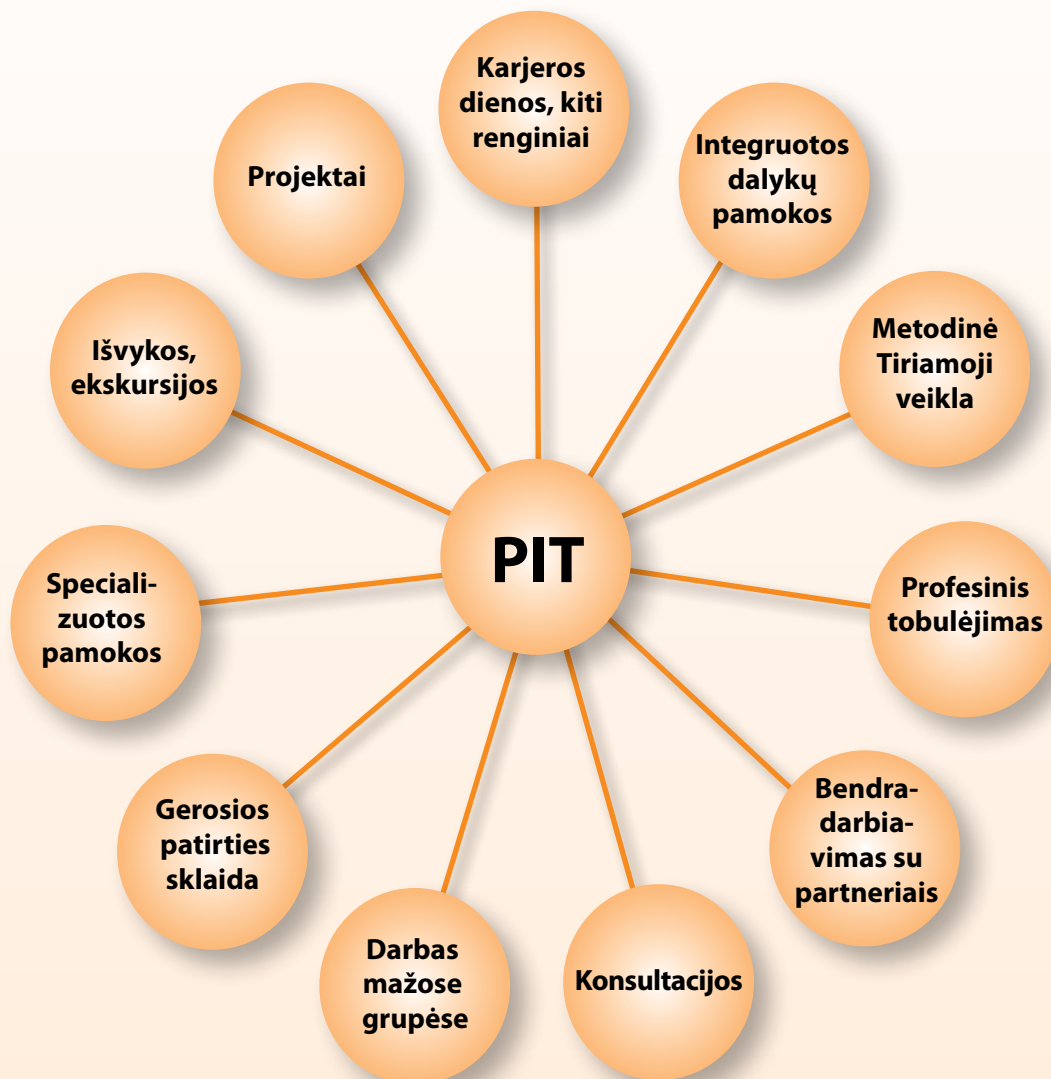 Karjeros
dienos, kiti
renginiai
Integruotos
dalykų
pamokos
Metodinė
Tiriamoji
veikla
Profesinis
tobulėjimas
Bendra-
darbia-
vimas su
partneriais
Konsultacijos
Darbas
mažose
grupėse
Gerosios
patirties
sklaida
Speciali-
zuotos
pamokos
Išvykos,
ekskursijos
Projektai
PIT